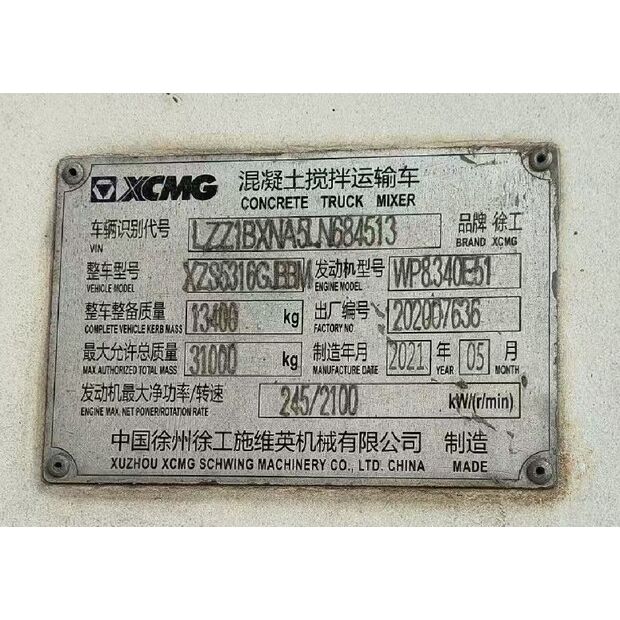 XCMG 混凝土搅拌运输车
CONCRETE TRUCK MIXER
车辆识别代号 LZZ1BXNA5LN684513 品牌 徐工
VIN BRAND XCMG
整车型号 XZS5316GJBBM 发动机型号 WP8.340E51
VEHICLE MODEL ENGINE MODEL
整车整备质量 13400 kg 出厂编号 2020D7636
COMPLETE VEHICLE KERB MASS FACTORY NO
最大允许总质量 31000 kg 制造年月 2021 年 05 月
MAX AUTHORIZED TOTAL MASS MANUFACTURE DATE YEAR MONTH
发动机最大净功率/转速 245/2100 kW/(r/min)
ENGINE MAX, NET POWER/ROTATION RATE
中国徐州徐工施维英机械有限公司 制造
XUZHOU XCMG SCHWING MACHINERY CO., LTD. CHINA MADE